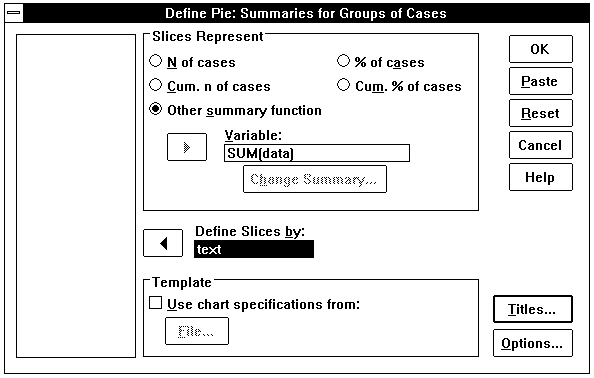 Define Pie: Summaries for Groups of Cases
Slices Represent
N of cases
% of cases
Cum. n of cases
Cum. % of cases
Other summary function
Variable:
SUM(data)
Change Summary...
Define Slices by:
text
Template
Use chart specifications from:
File...
OK
Paste
Reset
Cancel
Help
Titles...
Options...